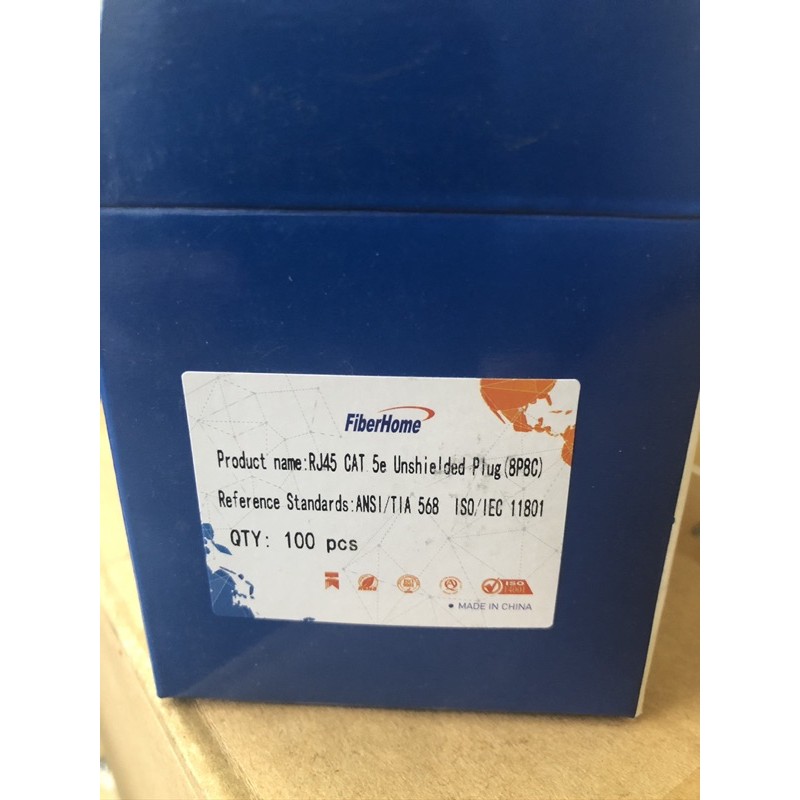 FiberHome
Product name:RJ45 CAT 5e Unshielded Plug(8P8C)
Reference Standards:ANSI/TIA 568 ISO/IEC 11801
QTY: 100 pcs
ISO
MADE IN CHINA